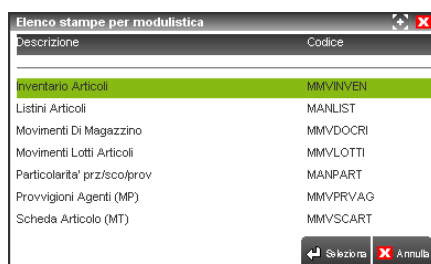 Elenco stampe per modulistica
Descrizione Codice
Inventario Articoli MMVINVEN
Listini Articoli MANLIST
Movimenti Di Magazzino MMVDOCRI
Movimenti Lotti Articoli MMVLOTTI
Particolarita' prz/sco/prov MANPART
Provvigioni Agenti (MP) MMVPRVAG
Scheda Articolo (MT) MMVSCART
Seleziona Annulla